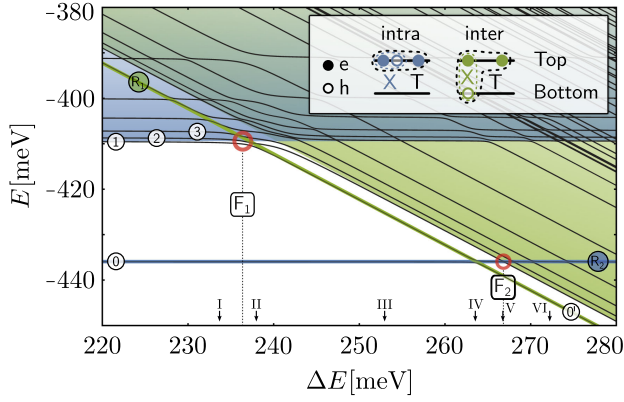 -380
-400
-420
-440
E[meV]
220
230
240
250
260
270
280
ΔE[meV]
intra
inter
e
h
X
T
X
T
Top
Bottom
R₁
1
2
3
F₁
0
R₂
F₂
0'
I
II
III
IV
V
VI